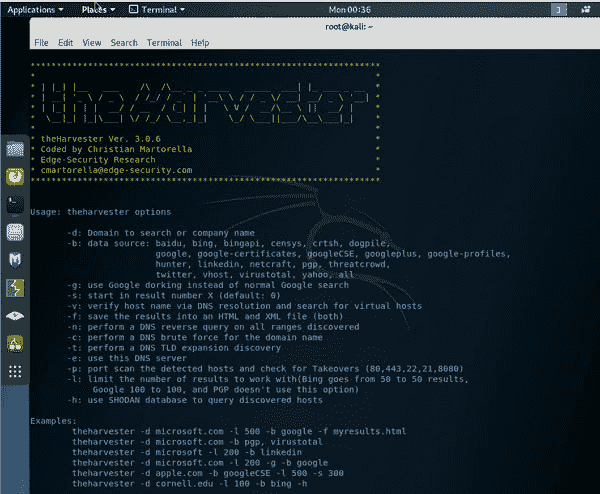 Applications Places Terminal Mon 00:36
root@kali: ~
File Edit View Search Terminal Help
*******************************************************************
theHarvester
* theHarvester Ver. 3.0.6 *
* Coded by Christian Martorella *
* Edge-Security Research *
* cmartorella@edge-security.com *
*******************************************************************
Usage: theharvester options
-d: Domain to search or company name
-b: data source: baidu, bing, bingapi, censys, crtsh, dogpile,
google, google-certificates, googleCSE, googleplus, google-profiles,
hunter, linkedin, netcraft, pgp, threatcrowd,
twitter, vhost, virustotal, yahoo, all
-g: use Google dorking instead of normal Google search
-s: start in result number X (default: 0)
-v: verify host name via DNS resolution and search for virtual hosts
-f: save the results into an HTML and XML file (both)
-n: perform a DNS reverse query on all ranges discovered
-c: perform a DNS brute force for the domain name
-t: perform a DNS TLD expansion discovery
-e: use this DNS server
-p: port scan the detected hosts and check for Takeovers (80,443,22,21,8080)
-l: limit the number of results to work with(Bing goes from 50 to 50 results,
Google 100 to 100, and PGP doesn't use this option)
-h: use SHODAN database to query discovered hosts
Examples:
theharvester -d microsoft.com -l 500 -b google -f myresults.html
theharvester -d microsoft.com -b pgp, virustotal
theharvester -d microsoft -l 200 -b linkedin
theharvester -d microsoft.com -l 200 -g -b google
theharvester -d apple.com -b googleCSE -l 500 -s 300
theharvester -d cornell.edu -l 100 -b bing -h